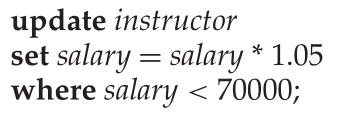 update instructor
set salary = salary * 1.05
where salary < 70000;